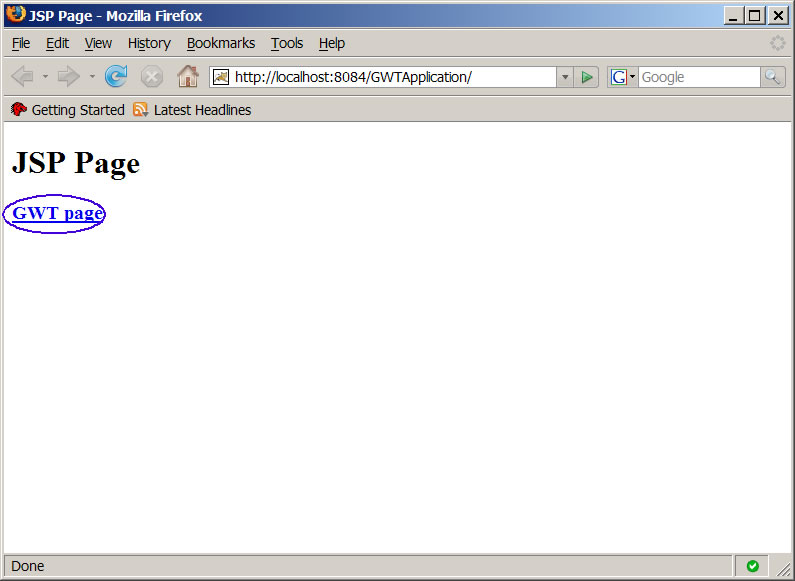 JSP Page - Mozilla Firefox
File Edit View History Bookmarks Tools Help
http://localhost:8084/GWTApplication/ G Google
Getting Started Latest Headlines
JSP Page
GWT page
Done